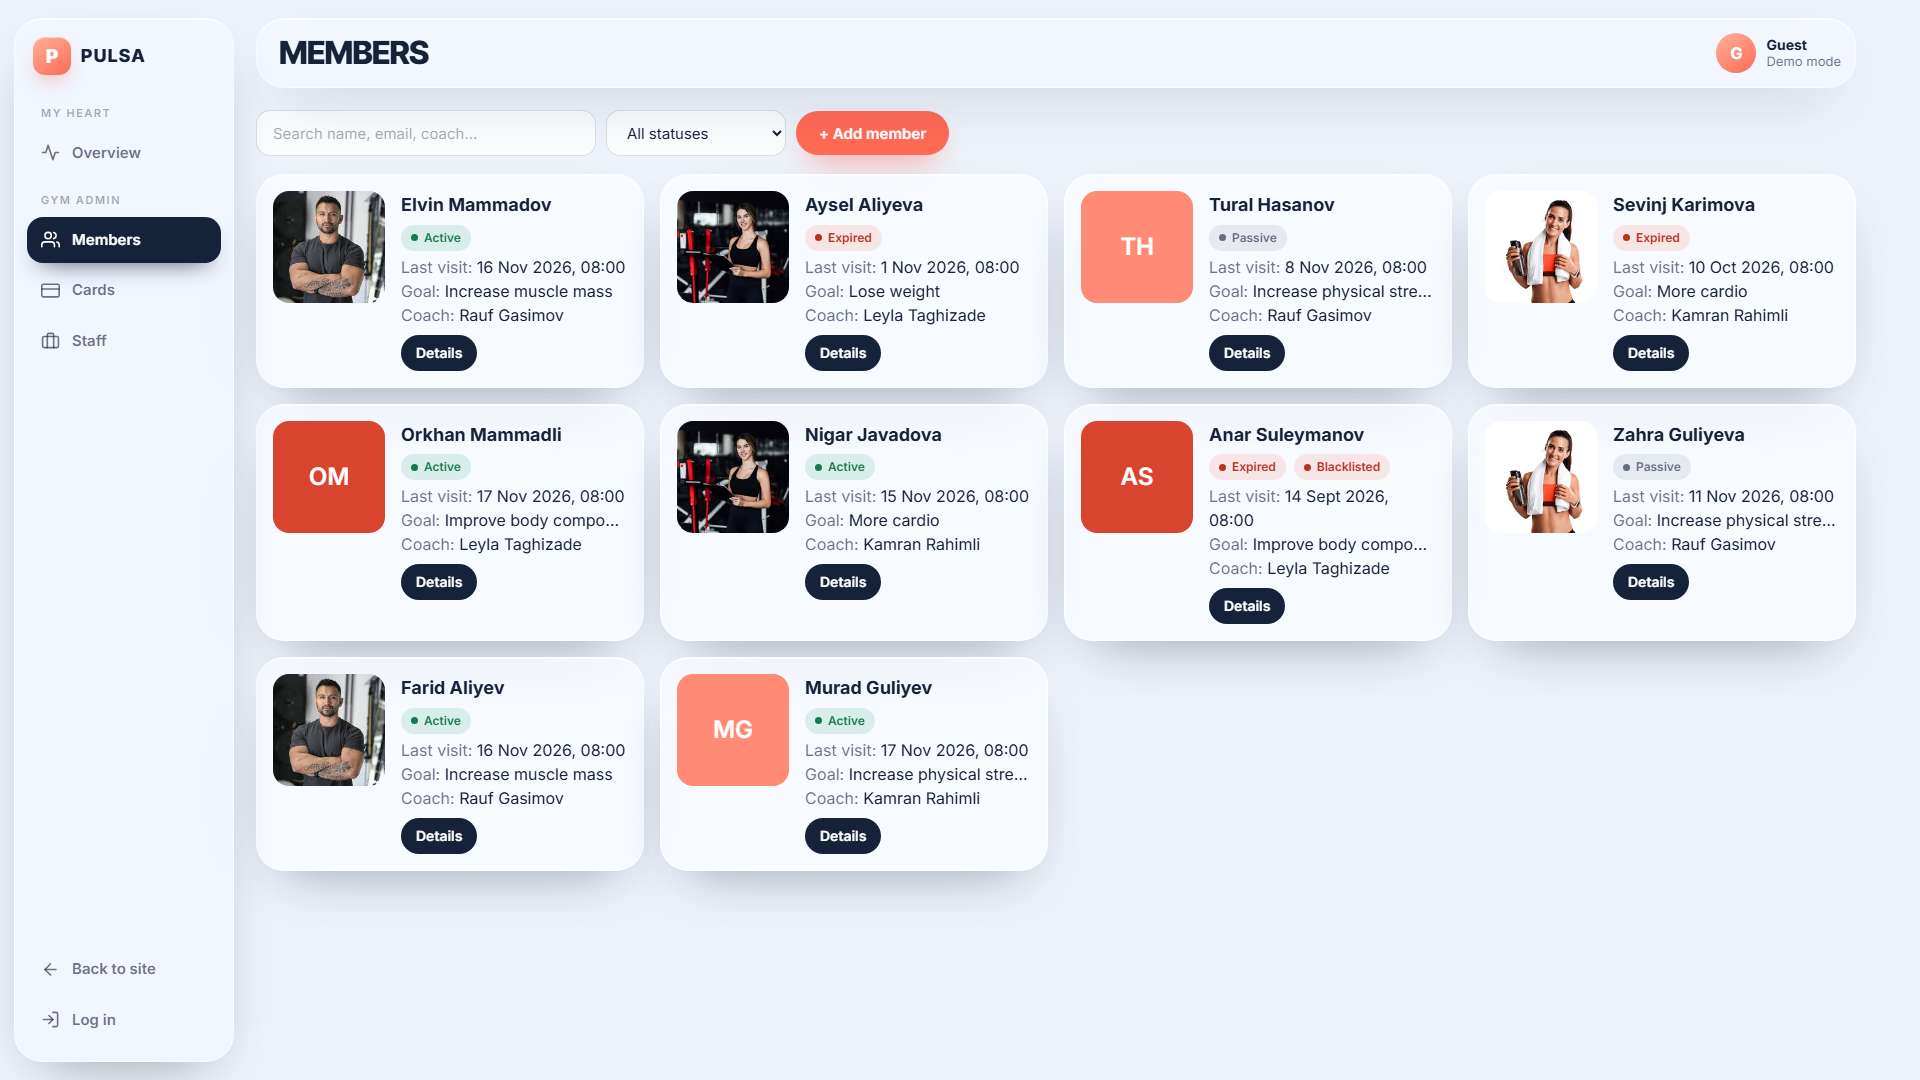 P PULSA
MY HEART
Overview
GYM ADMIN
Members
Cards
Staff
Back to site
Log in
MEMBERS
G
Guest
Demo mode
Search name, email, coach...
All statuses
+ Add member
Elvin Mammadov
Active
Last visit: 16 Nov 2026, 08:00
Goal: Increase muscle mass
Coach: Rauf Gasimov
Details
Aysel Aliyeva
Expired
Last visit: 1 Nov 2026, 08:00
Goal: Lose weight
Coach: Leyla Taghizade
Details
TH
Tural Hasanov
Passive
Last visit: 8 Nov 2026, 08:00
Goal: Increase physical stre...
Coach: Rauf Gasimov
Details
Sevinj Karimova
Expired
Last visit: 10 Oct 2026, 08:00
Goal: More cardio
Coach: Kamran Rahimli
Details
OM
Orkhan Mammadli
Active
Last visit: 17 Nov 2026, 08:00
Goal: Improve body compo...
Coach: Leyla Taghizade
Details
Nigar Javadova
Active
Last visit: 15 Nov 2026, 08:00
Goal: More cardio
Coach: Kamran Rahimli
Details
AS
Anar Suleymanov
Expired Blacklisted
Last visit: 14 Sept 2026,
08:00
Goal: Improve body compo...
Coach: Leyla Taghizade
Details
Zahra Guliyeva
Passive
Last visit: 11 Nov 2026, 08:00
Goal: Increase physical stre...
Coach: Rauf Gasimov
Details
Farid Aliyev
Active
Last visit: 16 Nov 2026, 08:00
Goal: Increase muscle mass
Coach: Rauf Gasimov
Details
MG
Murad Guliyev
Active
Last visit: 17 Nov 2026, 08:00
Goal: Increase physical stre...
Coach: Kamran Rahimli
Details